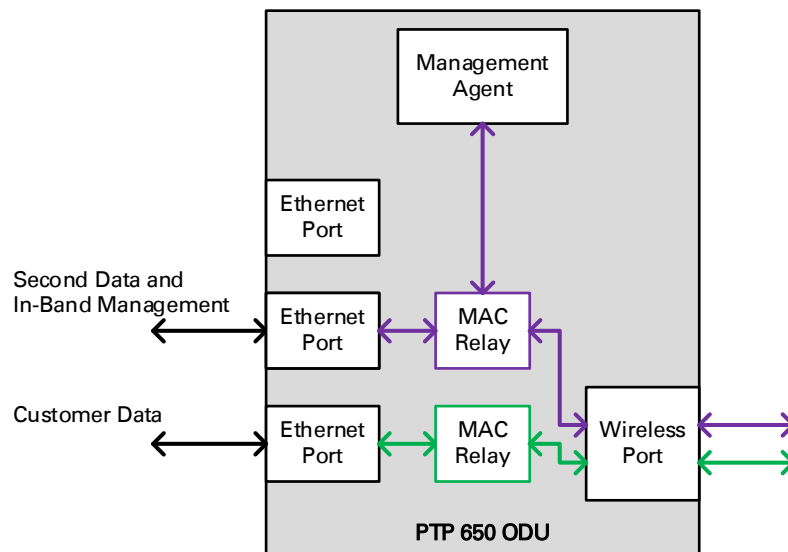 Management
Agent
Ethernet
Port
Second Data and
In-Band Management
Ethernet
Port
MAC
Relay
Customer Data
Ethernet
Port
MAC
Relay
Wireless
Port
PTP 650 ODU